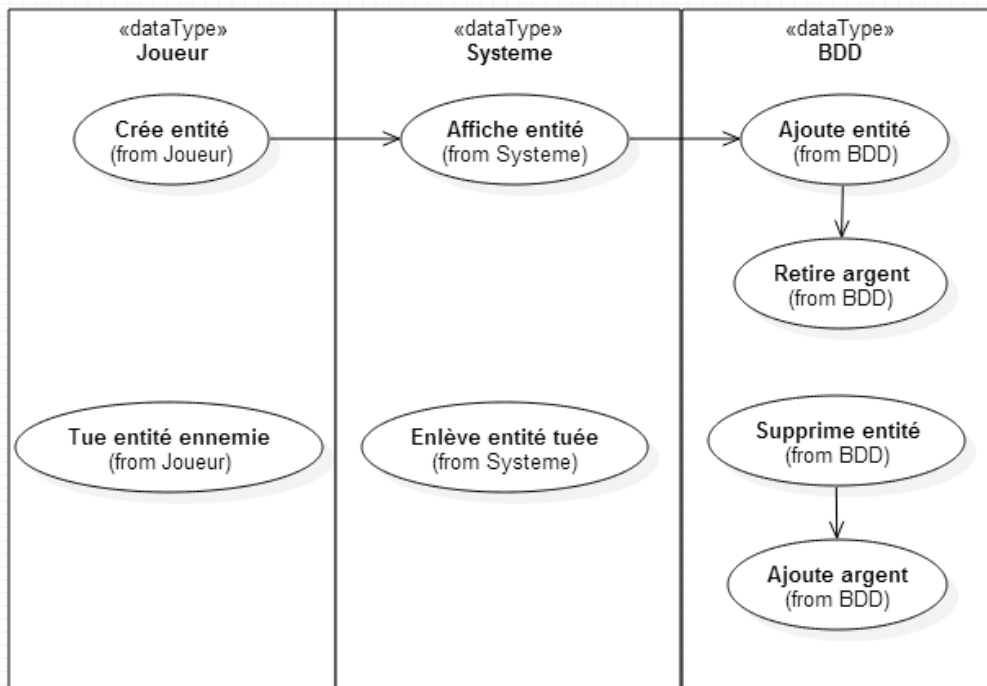 «dataType»
Joueur
«dataType»
Systeme
«dataType»
BDD
Crée entité
(from Joueur)
Affiche entité
(from Systeme)
Ajoute entité
(from BDD)
Retire argent
(from BDD)
Tue entité ennemie
(from Joueur)
Enlève entité tuée
(from Systeme)
Supprime entité
(from BDD)
Ajoute argent
(from BDD)